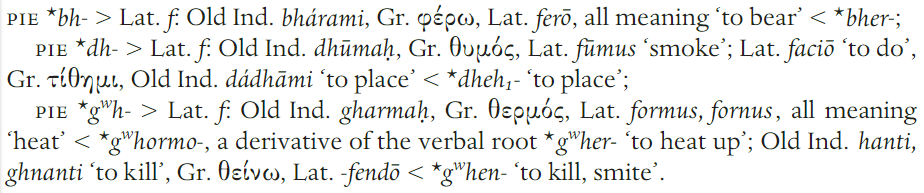 PIE *bh- > Lat. f: Old Ind. bhárami, Gr. φέρω, Lat. ferō, all meaning ‘to bear’ < *bher-;
PIE *dh- > Lat. f: Old Ind. dhūmaḥ, Gr. θυμός, Lat. fūmus ‘smoke’; Lat. faciō ‘to do’,
Gr. τίθημι, Old Ind. dádhāmi ‘to place’ < *dheh₁- ‘to place’;
PIE *gʷh- > Lat. f: Old Ind. gharmaḥ, Gr. θερμός, Lat. formus, fornus, all meaning
‘heat’ < *gʷhormo-, a derivative of the verbal root *gʷher- ‘to heat up’; Old Ind. hanti,
ghnanti ‘to kill’, Gr. θείνω, Lat. -fendō < *gʷhen- ‘to kill, smite’.